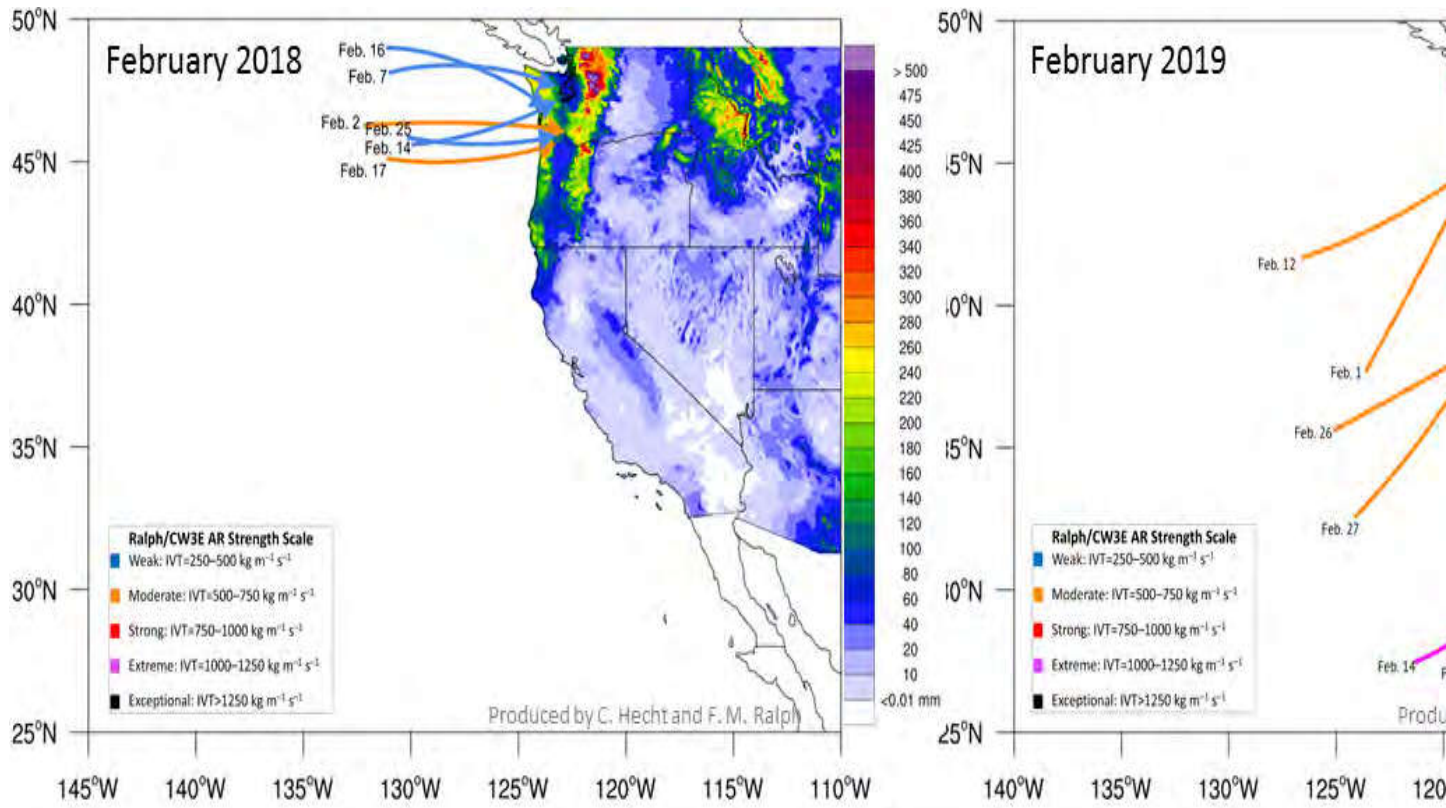 50°N
45°N
40°N
35°N
30°N
25°N
February 2018
Feb. 16
Feb. 7
Feb. 2
Feb. 25
Feb. 14
Feb. 17
Ralph/CW3E AR Strength Scale
Weak: IVT=250–500 kg m⁻¹ s⁻¹
Moderate: IVT=500–750 kg m⁻¹ s⁻¹
Strong: IVT=750–1000 kg m⁻¹ s⁻¹
Extreme: IVT=1000–1250 kg m⁻¹ s⁻¹
Exceptional: IVT>1250 kg m⁻¹ s⁻¹
Produced by C. Hecht and F. M. Ralph
145°W 140°W 135°W 130°W 125°W 120°W 115°W 110°W
> 500
475
450
425
400
380
360
340
320
300
280
260
240
220
200
180
160
140
120
100
80
60
40
20
10
<0.01 mm
50°N
5°N
0°N
5°N
0°N
25°N
February 2019
Feb. 12
Feb. 1
Feb. 26
Feb. 27
Feb. 14
F
Ralph/CW3E AR Strength Scale
Weak: IVT=250–500 kg m⁻¹ s⁻¹
Moderate: IVT=500–750 kg m⁻¹ s⁻¹
Strong: IVT=750–1000 kg m⁻¹ s⁻¹
Extreme: IVT=1000–1250 kg m⁻¹ s⁻¹
Exceptional: IVT>1250 kg m⁻¹ s⁻¹
Produ
140°W 135°W 130°W 125°W 120